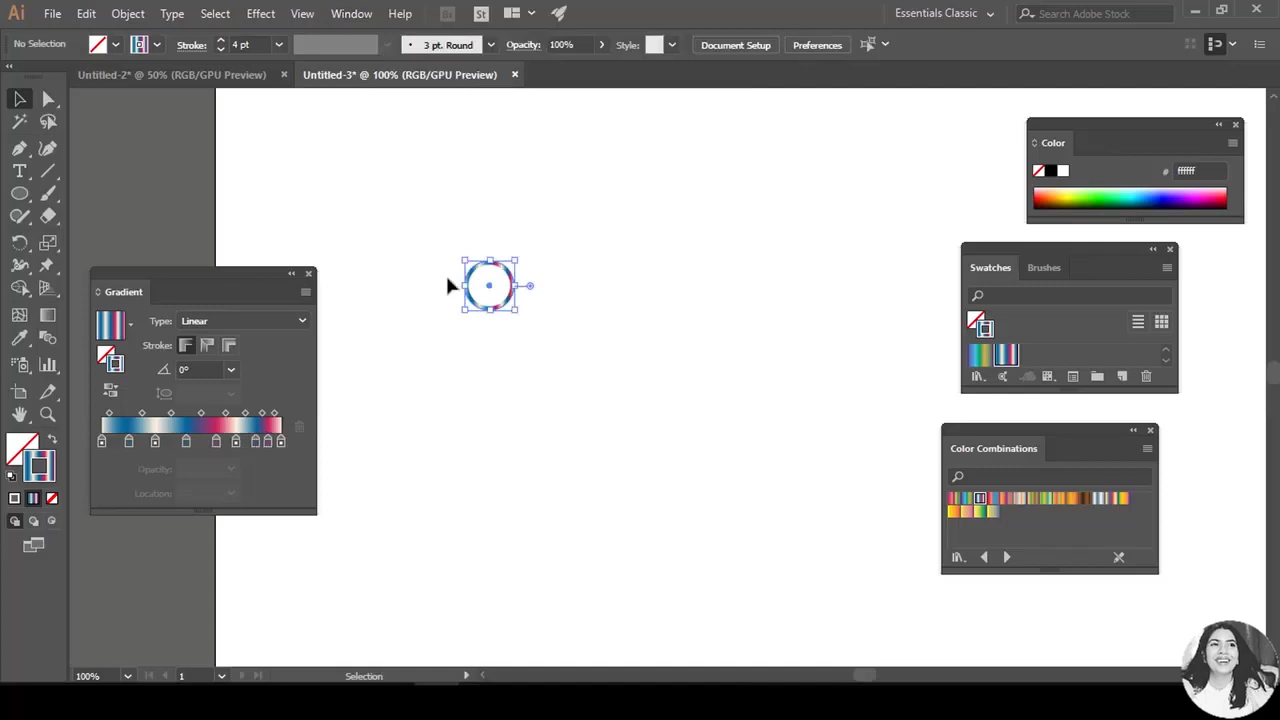 Ai File Edit Object Type Select Effect View Window Help Br St Essentials Classic Search Adobe Stock
No Selection Stroke: 4 pt 3 pt. Round Opacity: 100% Style: Document Setup Preferences
Untitled-2* @ 50% (RGB/GPU Preview) Untitled-3* @ 100% (RGB/GPU Preview)
Color
# ffffff
Swatches Brushes
Gradient
Type: Linear
Stroke:
0°
Opacity:
Location:
Color Combinations
100% 1 Selection